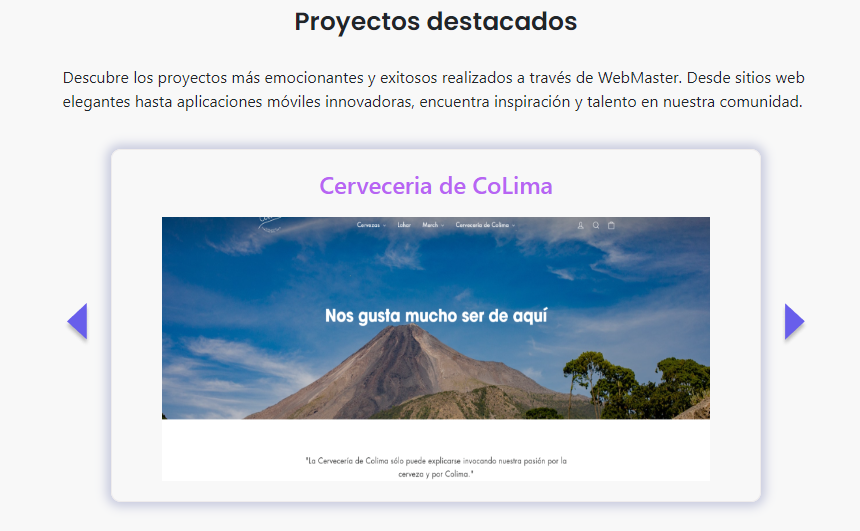 Proyectos destacados
Descubre los proyectos más emocionantes y exitosos realizados a través de WebMaster. Desde sitios web
elegantes hasta aplicaciones móviles innovadoras, encuentra inspiración y talento en nuestra comunidad.
Cerveceria de CoLima
Cervezas Merch Cervecería de Colima
Nos gusta mucho ser de aquí
"La Cervecería de Colima sólo puede explicarse invocando nuestra pasión por la
cerveza y por Colima."